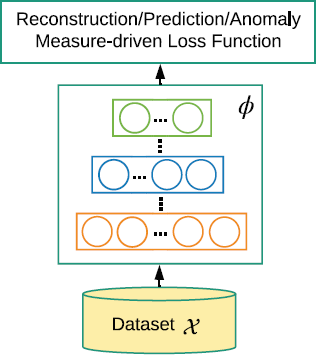 Reconstruction/Prediction/Anomaly
Measure-driven Loss Function
ϕ
Dataset 𝒳